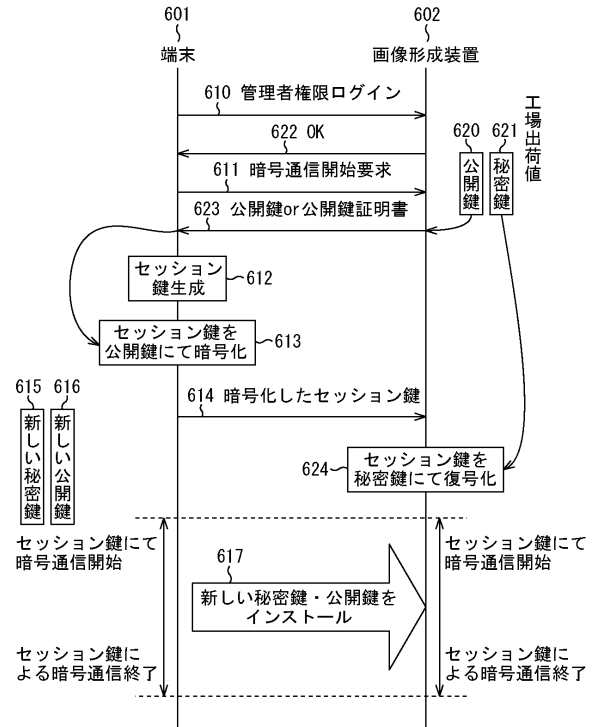 601
602
端末
画像形成装置
610 管理者権限ログイン
622 OK
620
621
工場出荷値
611 暗号通信開始要求
公開鍵
秘密鍵
623 公開鍵or公開鍵証明書
セッション
鍵生成
612
セッション鍵を
公開鍵にて暗号化
613
615
616
614 暗号化したセッション鍵
新しい秘密鍵
新しい公開鍵
624
セッション鍵を
秘密鍵にて復号化
セッション鍵にて
暗号通信開始
セッション鍵にて
暗号通信開始
617
新しい秘密鍵・公開鍵を
インストール
セッション鍵に
よる暗号通信終了
セッション鍵に
よる暗号通信終了